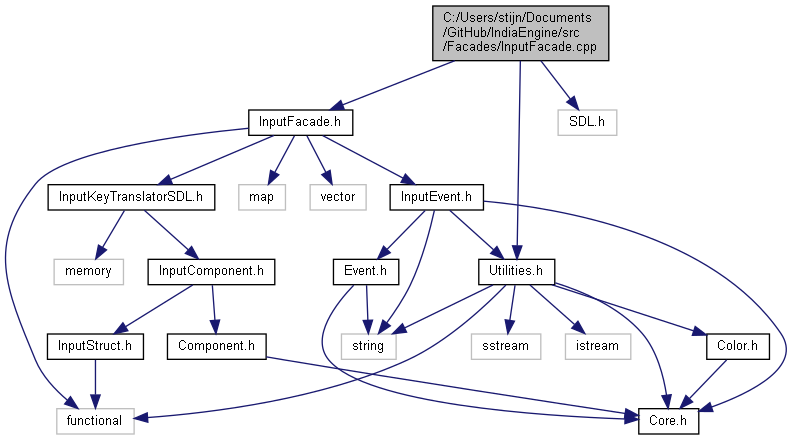 C:/Users/stijn/Documents
/GitHub/IndiaEngine/src
/Facades/InputFacade.cpp
InputFacade.h
SDL.h
InputKeyTranslatorSDL.h
map
vector
InputEvent.h
memory
InputComponent.h
Event.h
Utilities.h
InputStruct.h
Component.h
string
sstream
istream
Color.h
functional
Core.h